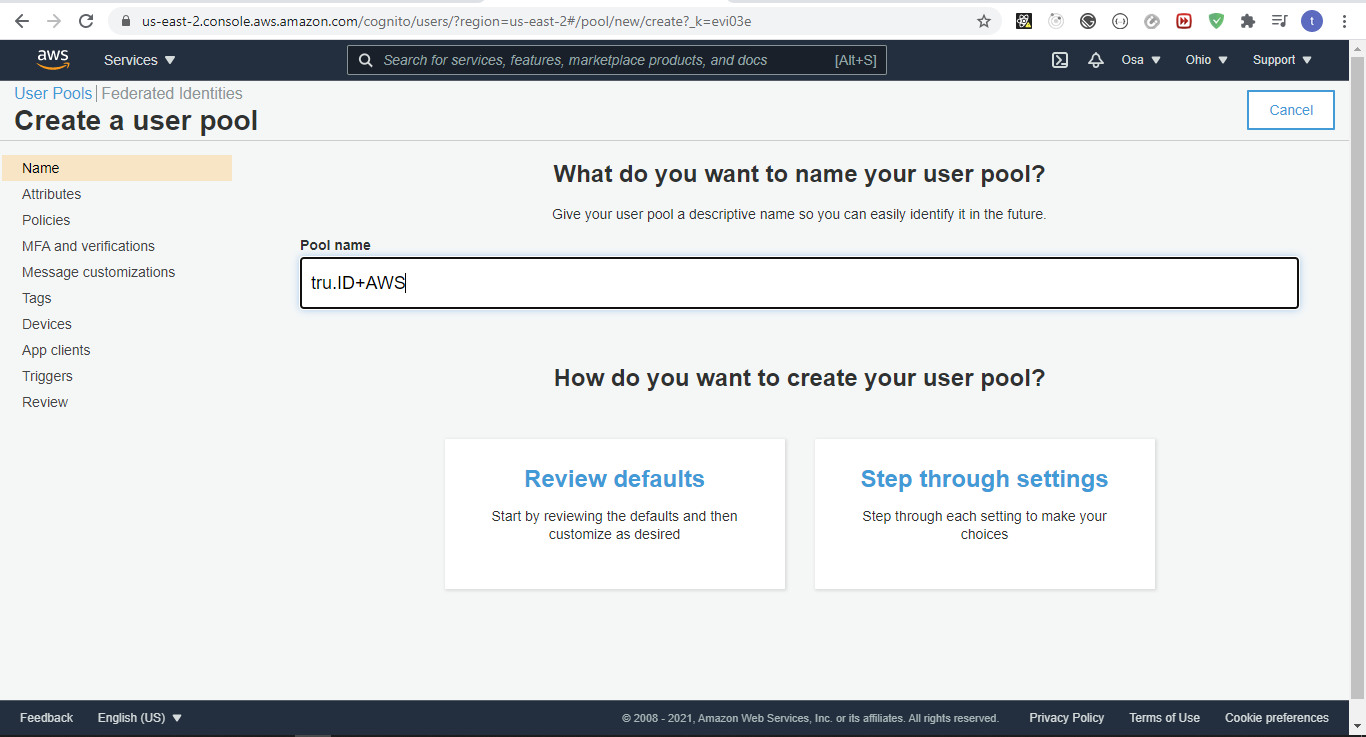 us-east-2.console.aws.amazon.com/cognito/users/?region=us-east-2#/pool/new/create?_k=evi03e
t
aws
Services
Search for services, features, marketplace products, and docs
[Alt+S]
Osa
Ohio
Support
User Pools | Federated Identities
Create a user pool
Cancel
Name
Attributes
Policies
MFA and verifications
Message customizations
Tags
Devices
App clients
Triggers
Review
What do you want to name your user pool?
Give your user pool a descriptive name so you can easily identify it in the future.
Pool name
tru.ID+AWS
How do you want to create your user pool?
Review defaults
Start by reviewing the defaults and then
customize as desired
Step through settings
Step through each setting to make your
choices
Feedback
English (US)
© 2008 - 2021, Amazon Web Services, Inc. or its affiliates. All rights reserved.
Privacy Policy
Terms of Use
Cookie preferences